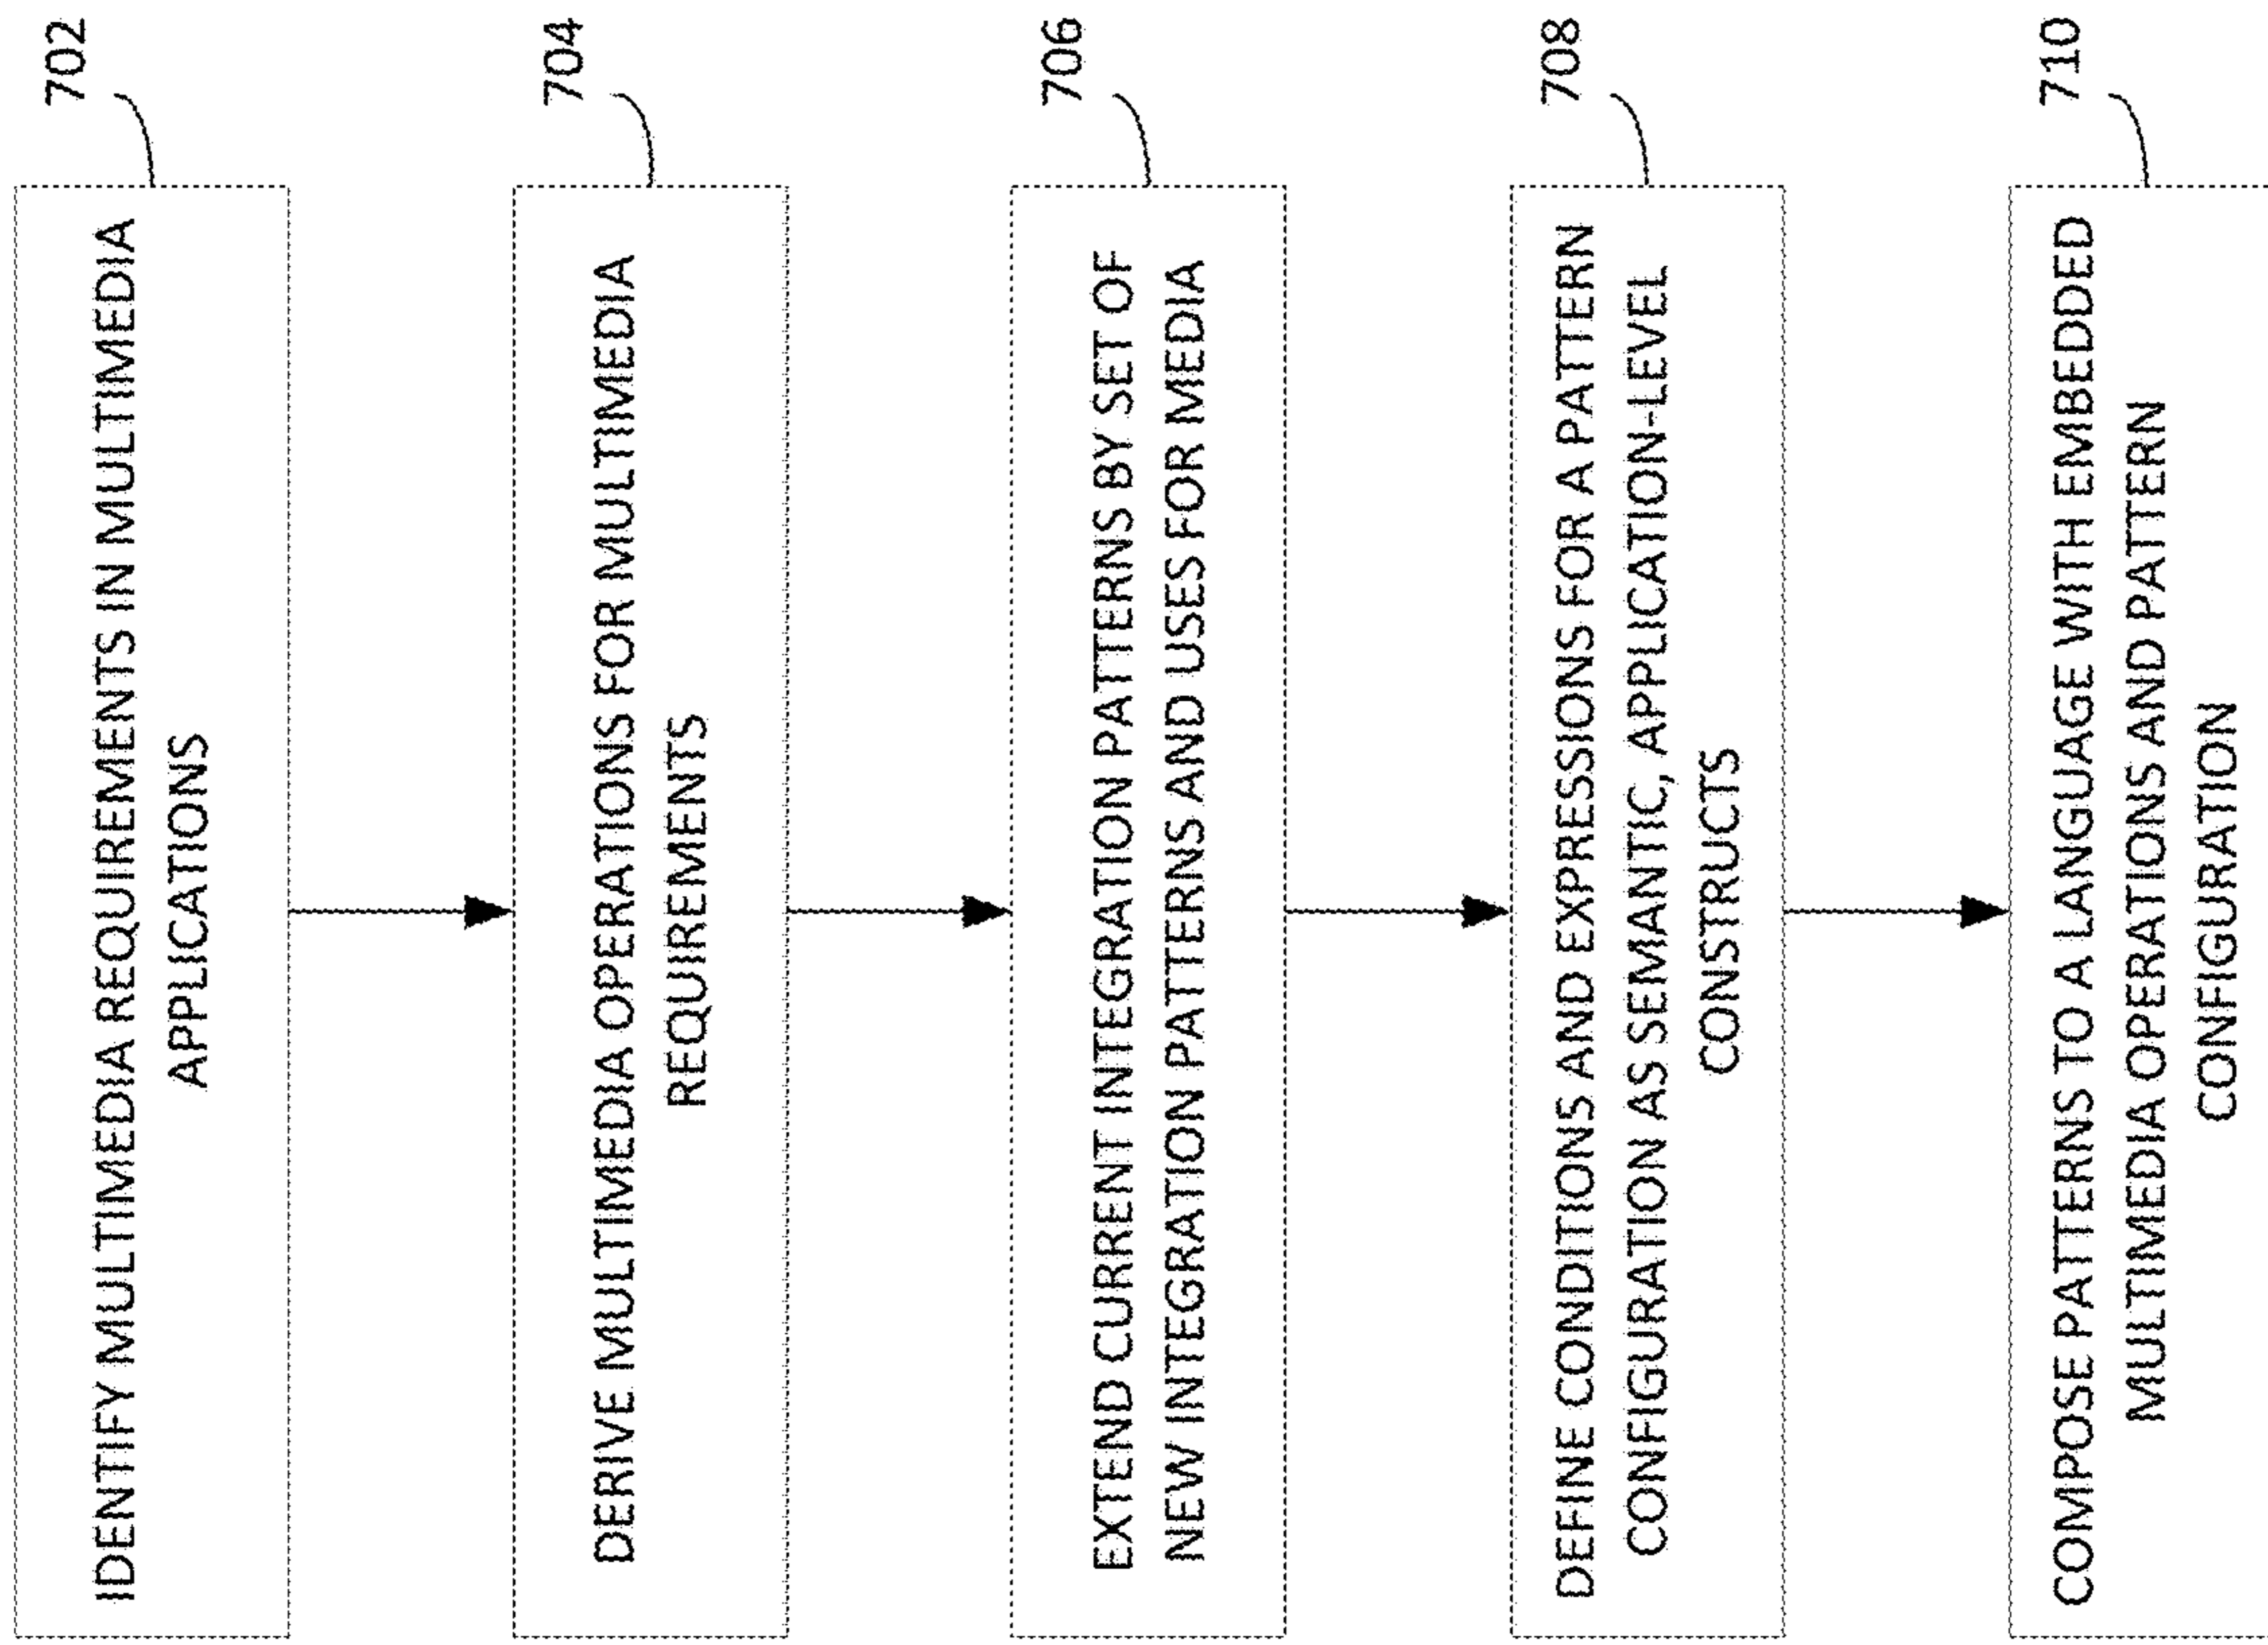 702
IDENTIFY MULTIMEDIA REQUIREMENTS IN MULTIMEDIA
APPLICATIONS
704
DERIVE MULTIMEDIA OPERATIONS FOR MULTIMEDIA
REQUIREMENTS
706
EXTEND CURRENT INTEGRATION PATTERNS BY SET OF
NEW INTEGRATION PATTERNS AND USES FOR MEDIA
708
DEFINE CONDITIONS AND EXPRESSIONS FOR A PATTERN
CONFIGURATION AS SEMANTIC, APPLICATION-LEVEL
CONSTRUCTS
710
COMPOSE PATTERNS TO A LANGUAGE WITH EMBEDDED
MULTIMEDIA OPERATIONS AND PATTERN
CONFIGURATION